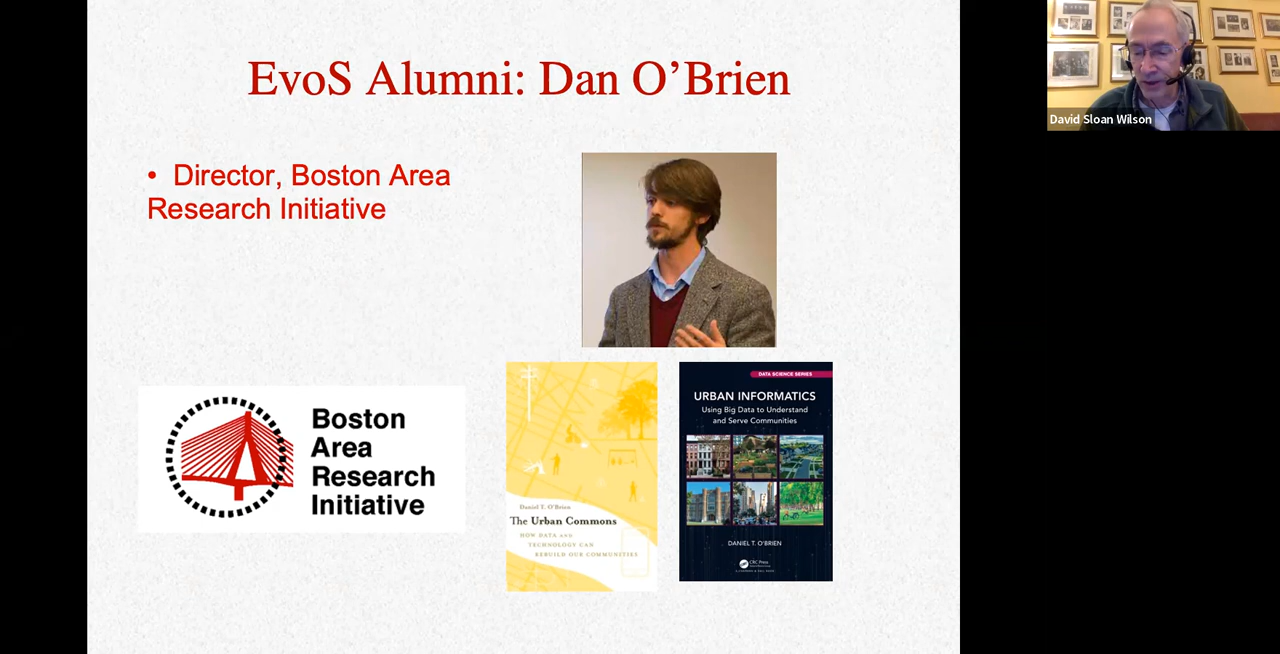 EvoS Alumni: Dan O’Brien
David Sloan Wilson
• Director, Boston Area
Research Initiative
Boston
Area
Research
Initiative
Daniel T. O'Brien
The Urban Commons
HOW DATA AND
TECHNOLOGY CAN
REBUILD OUR COMMUNITIES
DATA SCIENCE SERIES
URBAN INFORMATICS
Using Big Data to Understand
and Serve Communities
DANIEL T. O'BRIEN
CRC Press